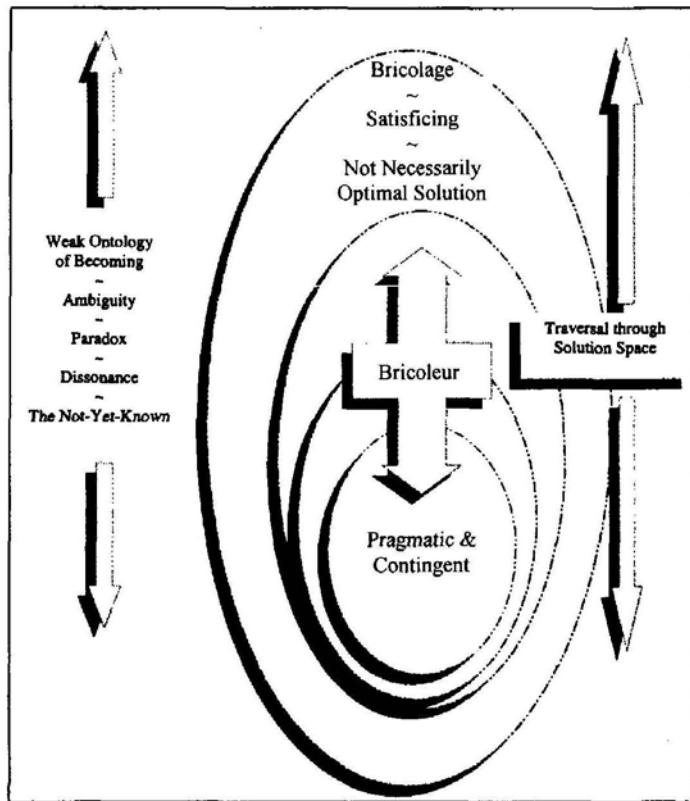 Bricolage
~
Satisficing
~
Not Necessarily
Optimal Solution
Weak Ontology
of Becoming
~
Ambiguity
~
Paradox
~
Dissonance
~
The Not-Yet-Known
Bricoleur
Traversal through
Solution Space
Pragmatic &
Contingent